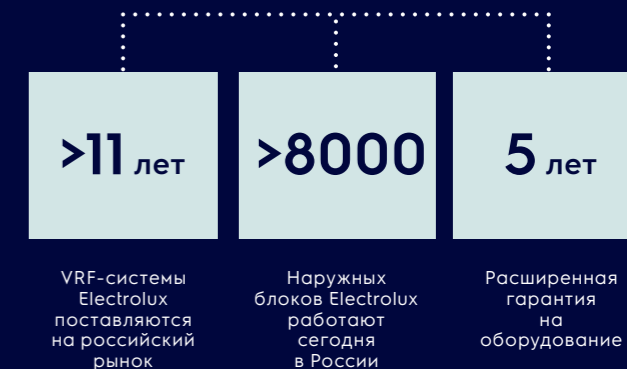 >11 лет
VRF-системы
Electrolux
поставляются
на российский
рынок
>8000
Наружных
блоков Electrolux
работают
сегодня
в России
5 лет
Расширенная
гарантия
на
оборудование